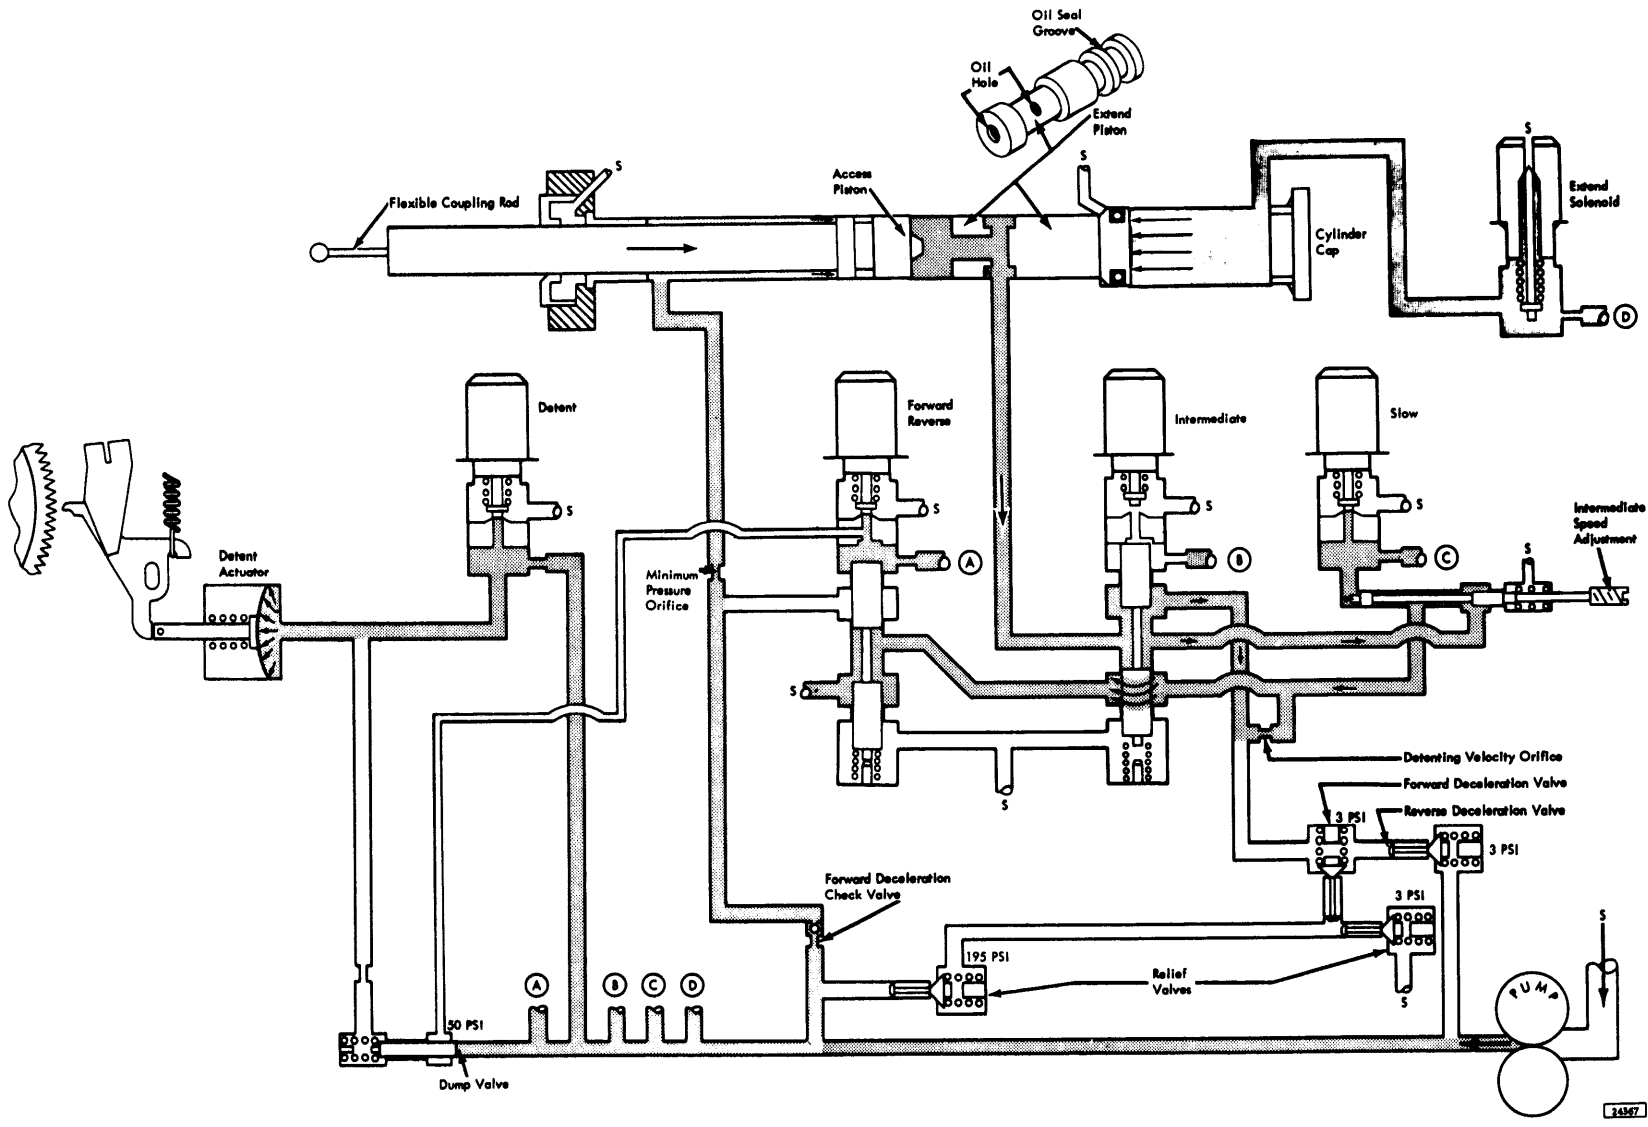 Oil Seal
Groove
Oil
Hole
Extend
Piston
S
S
S
Access
Piston
Flexible Coupling Rod
Extend
Solenoid
Cylinder
Cap
D
Detent
Forward
Reverse
Intermediate
Slow
S
S
S
S
Intermediate
Speed
Adjustment
Detent
Actuator
A
B
C
S
Minimum
Pressure
Orifice
S
Detenting Velocity Orifice
Forward Deceleration Valve
S
Reverse Deceleration Valve
3 PSI
3 PSI
Forward Deceleration
Check Valve
3 PSI
S
195 PSI
Relief
Valves
A
B
C
D
S
PUMP
50 PSI
Dump Valve
24367